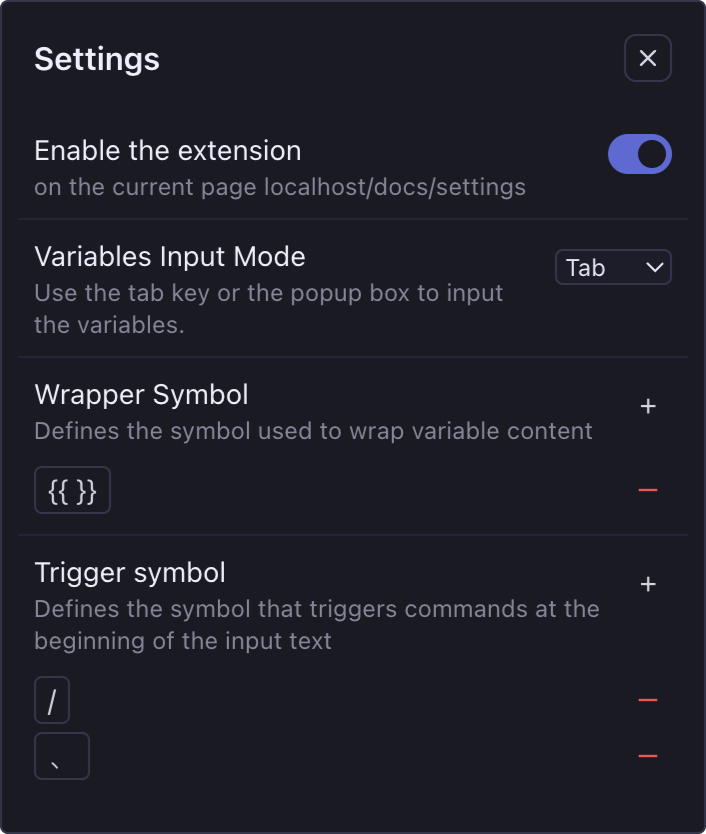 Settings
Enable the extension
on the current page localhost/docs/settings
Variables Input Mode
Tab
Use the tab key or the popup box to input
the variables.
Wrapper Symbol
+
Defines the symbol used to wrap variable content
{{ }}
Trigger symbol
+
Defines the symbol that triggers commands at the
beginning of the input text
/
、